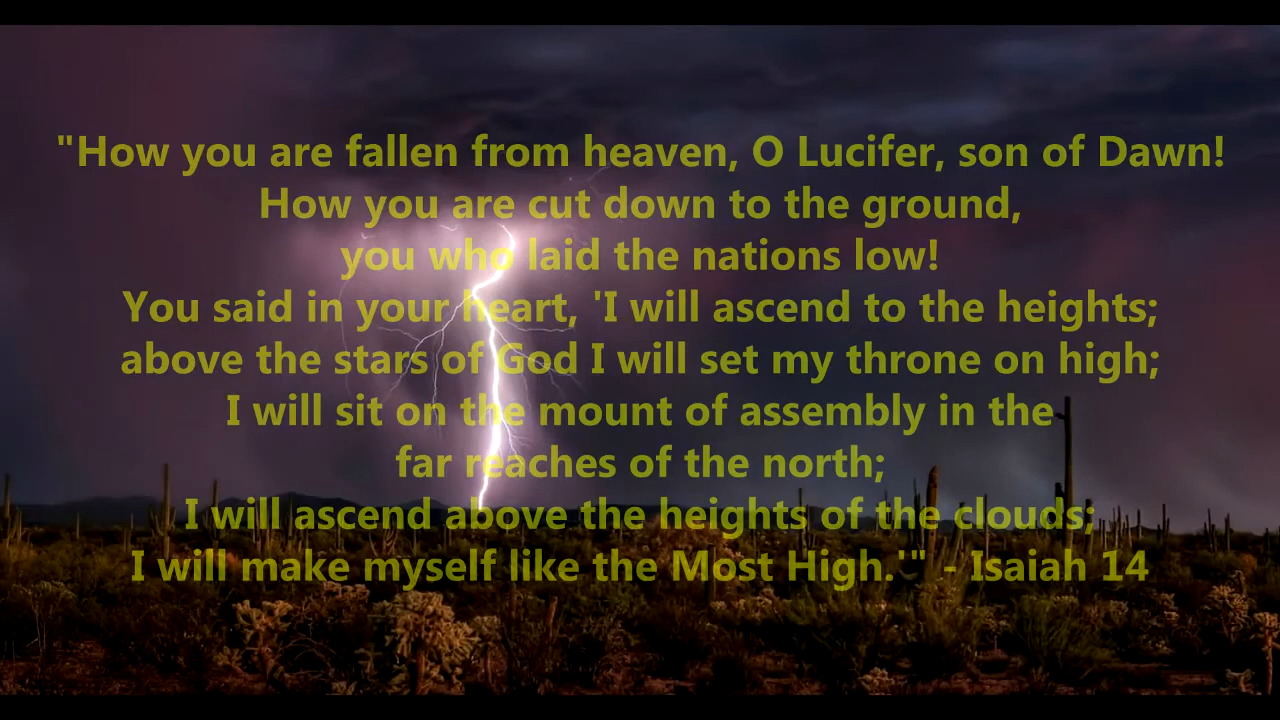 "How you are fallen from heaven, O Lucifer, son of Dawn!
How you are cut down to the ground,
you who laid the nations low!
You said in your heart, 'I will ascend to the heights;
above the stars of God I will set my throne on high;
I will sit on the mount of assembly in the
far reaches of the north;
I will ascend above the heights of the clouds;
I will make myself like the Most High.'" - Isaiah 14